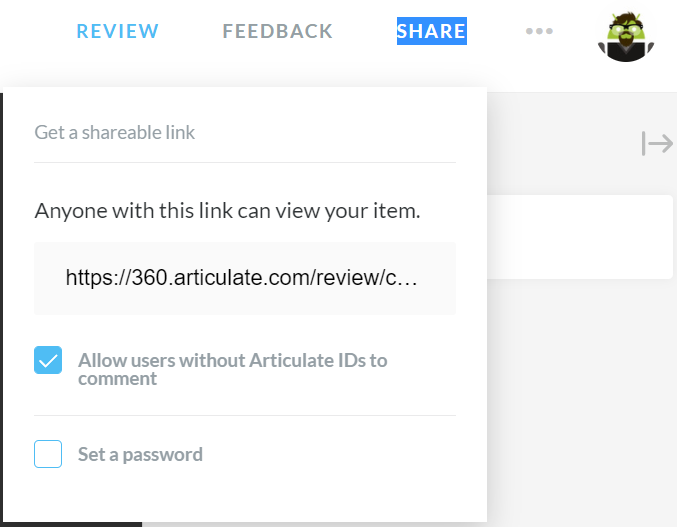 REVIEW FEEDBACK SHARE
Get a shareable link
Anyone with this link can view your item.
https://360.articulate.com/review/c…
Allow users without Articulate IDs to
comment
Set a password